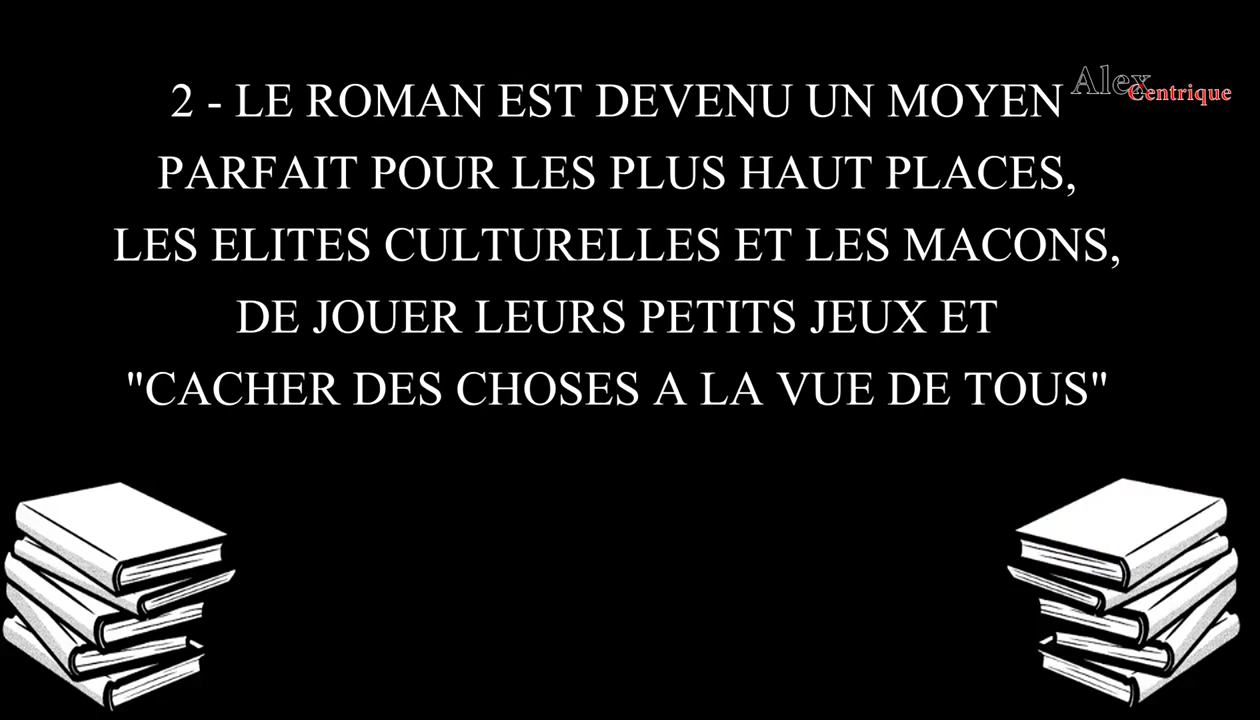 2 - LE ROMAN EST DEVENU UN MOYEN
Alex
Centrique
PARFAIT POUR LES PLUS HAUT PLACES,
LES ELITES CULTURELLES ET LES MACONS,
DE JOUER LEURS PETITS JEUX ET
"CACHER DES CHOSES A LA VUE DE TOUS"